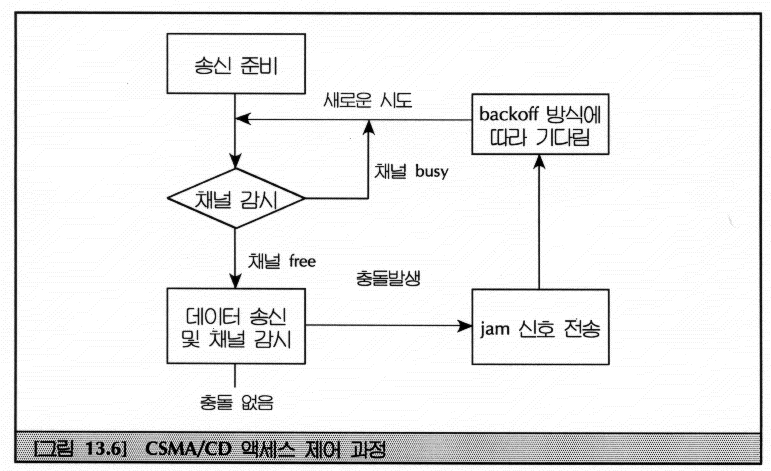 송신 준비
새로운 시도
backoff 방식에
따라 기다림
채널 busy
채널 감시
채널 free
충돌발생
데이터 송신
및 채널 감시
jam 신호 전송
충돌 없음
[그림 13.6] CSMA/CD 액세스 제어 과정